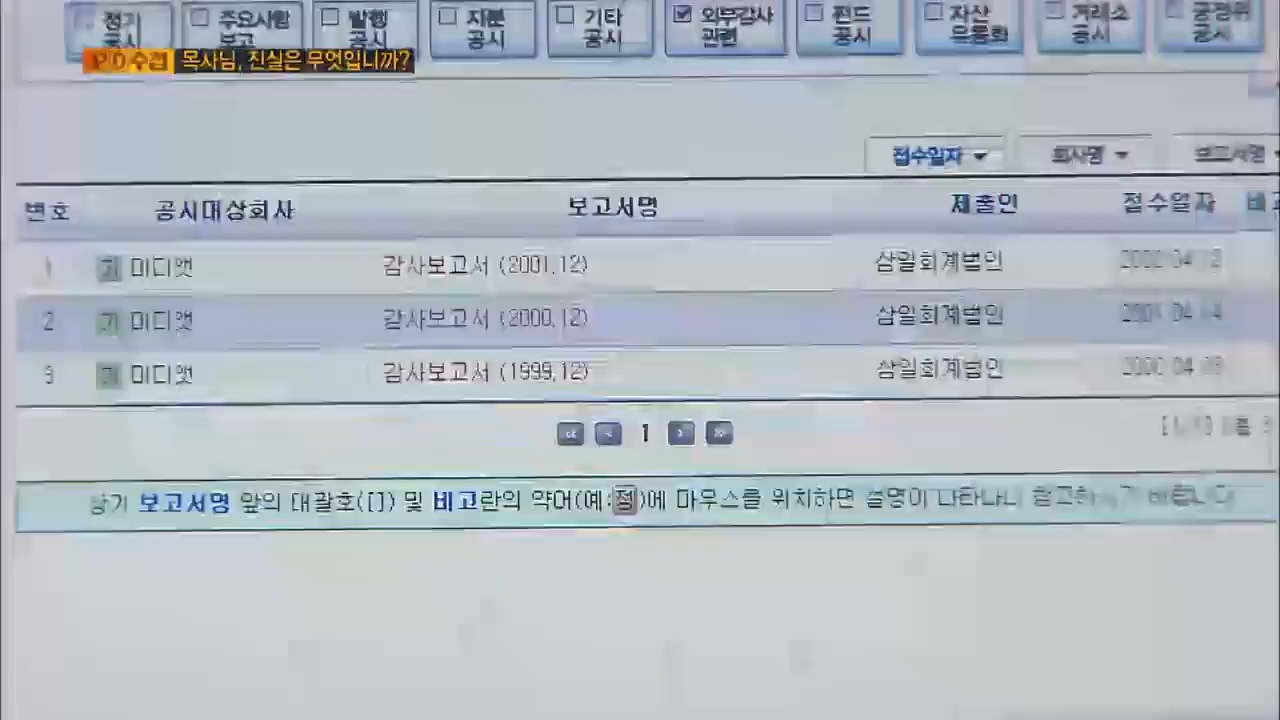 정기 공시
주요사항 보고
발행 공시
지분 공시
기타 공시
외부감사 관련
펀드 공시
자산 유동화
거래소 공시
공정위 공시
PD수첩 목사님, 진실은 무엇입니까?
접수일자 회사명 보고서명
번호 공시대상회사 보고서명 제출인 접수일자 비고
1 기 미디앳 감사보고서 (2001.12) 삼일회계법인
2 기 미디앳 감사보고서 (2000.12) 삼일회계법인
3 기 미디앳 감사보고서 (1999.12) 삼일회계법인
1
상기 보고서명 앞의 대괄호([]) 및 비고란의 약어(예:정)에 마우스를 위치하면 설명이 나타나니 참고하시기 바랍니다